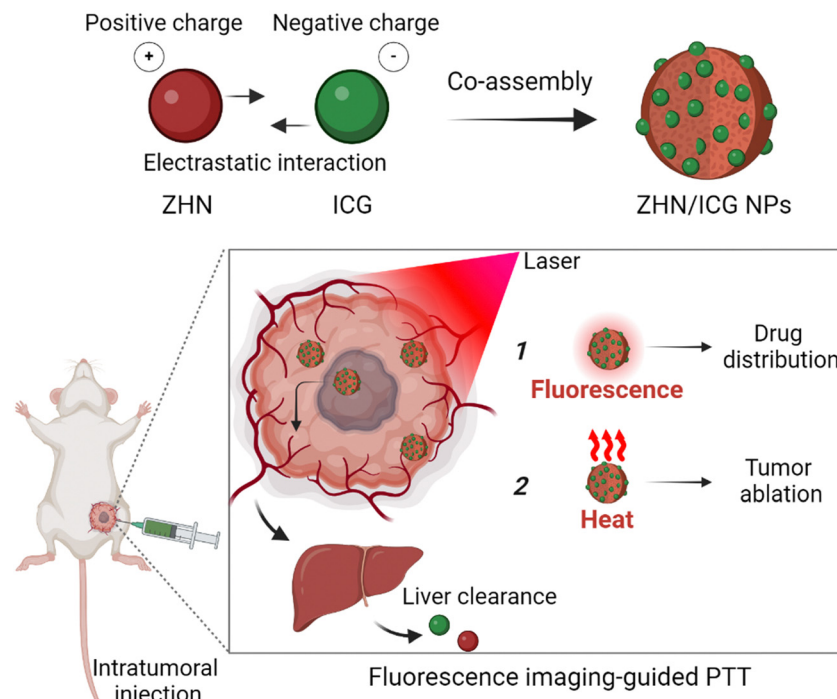 Positive charge
Negative charge
+
-
Co-assembly
Electrastatic interaction
ZHN
ICG
ZHN/ICG NPs
Laser
1
Fluorescence
Drug
distribution
2
Heat
Tumor
ablation
Liver clearance
Intratumoral
injection
Fluorescence imaging-guided PTT